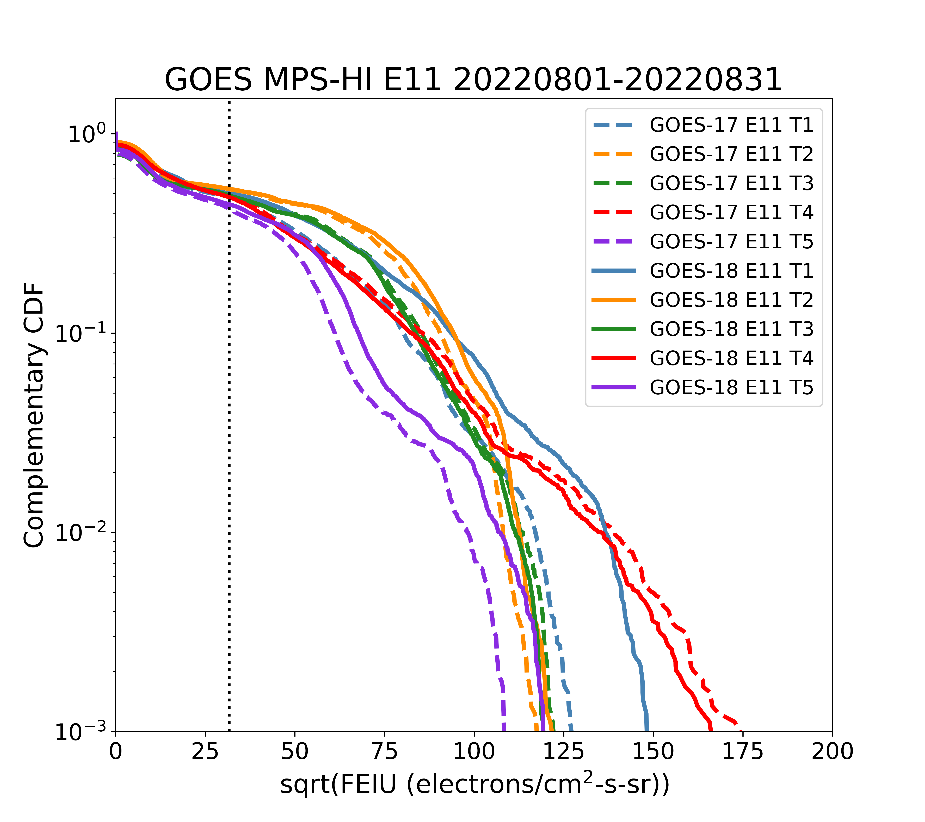 GOES MPS-HI E11 20220801-20220831
GOES-17 E11 T1
GOES-17 E11 T2
GOES-17 E11 T3
GOES-17 E11 T4
GOES-17 E11 T5
GOES-18 E11 T1
GOES-18 E11 T2
GOES-18 E11 T3
GOES-18 E11 T4
GOES-18 E11 T5
Complementary CDF
10⁰
10⁻¹
10⁻²
10⁻³
0 25 50 75 100 125 150 175 200
sqrt(FEIU (electrons/cm²-s-sr))